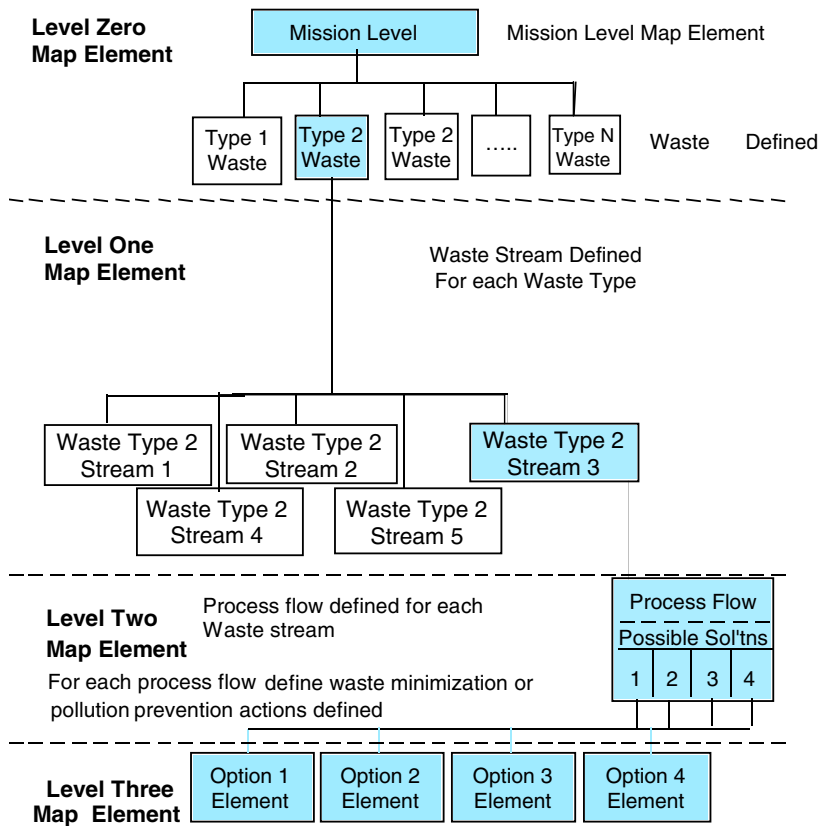 Level Zero
Map Element
Mission Level
Mission Level Map Element
Type 1
Waste
Type 2
Waste
Type 2
Waste
.....
Type N
Waste
Waste Defined
Level One
Map Element
Waste Stream Defined
For each Waste Type
Waste Type 2
Stream 1
Waste Type 2
Stream 2
Waste Type 2
Stream 3
Waste Type 2
Stream 4
Waste Type 2
Stream 5
Level Two
Map Element
Process flow defined for each
Waste stream
For each process flow define waste minimization or
pollution prevention actions defined
Process Flow
Possible Sol'tns
1 2 3 4
Level Three
Map Element
Option 1
Element
Option 2
Element
Option 3
Element
Option 4
Element